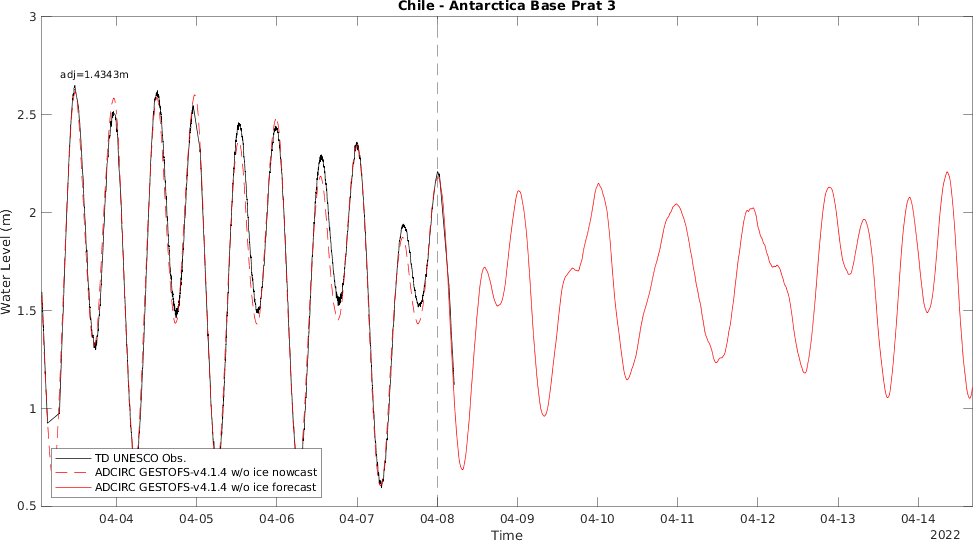 Chile - Antarctica Base Prat 3
adj=1.4343m
3
2.5
2
1.5
1
0.5
Water Level (m)
TD UNESCO Obs.
ADCIRC GESTOFS-v4.1.4 w/o ice nowcast
ADCIRC GESTOFS-v4.1.4 w/o ice forecast
04-04 04-05 04-06 04-07 04-08 04-09 04-10 04-11 04-12 04-13 04-14
Time
2022